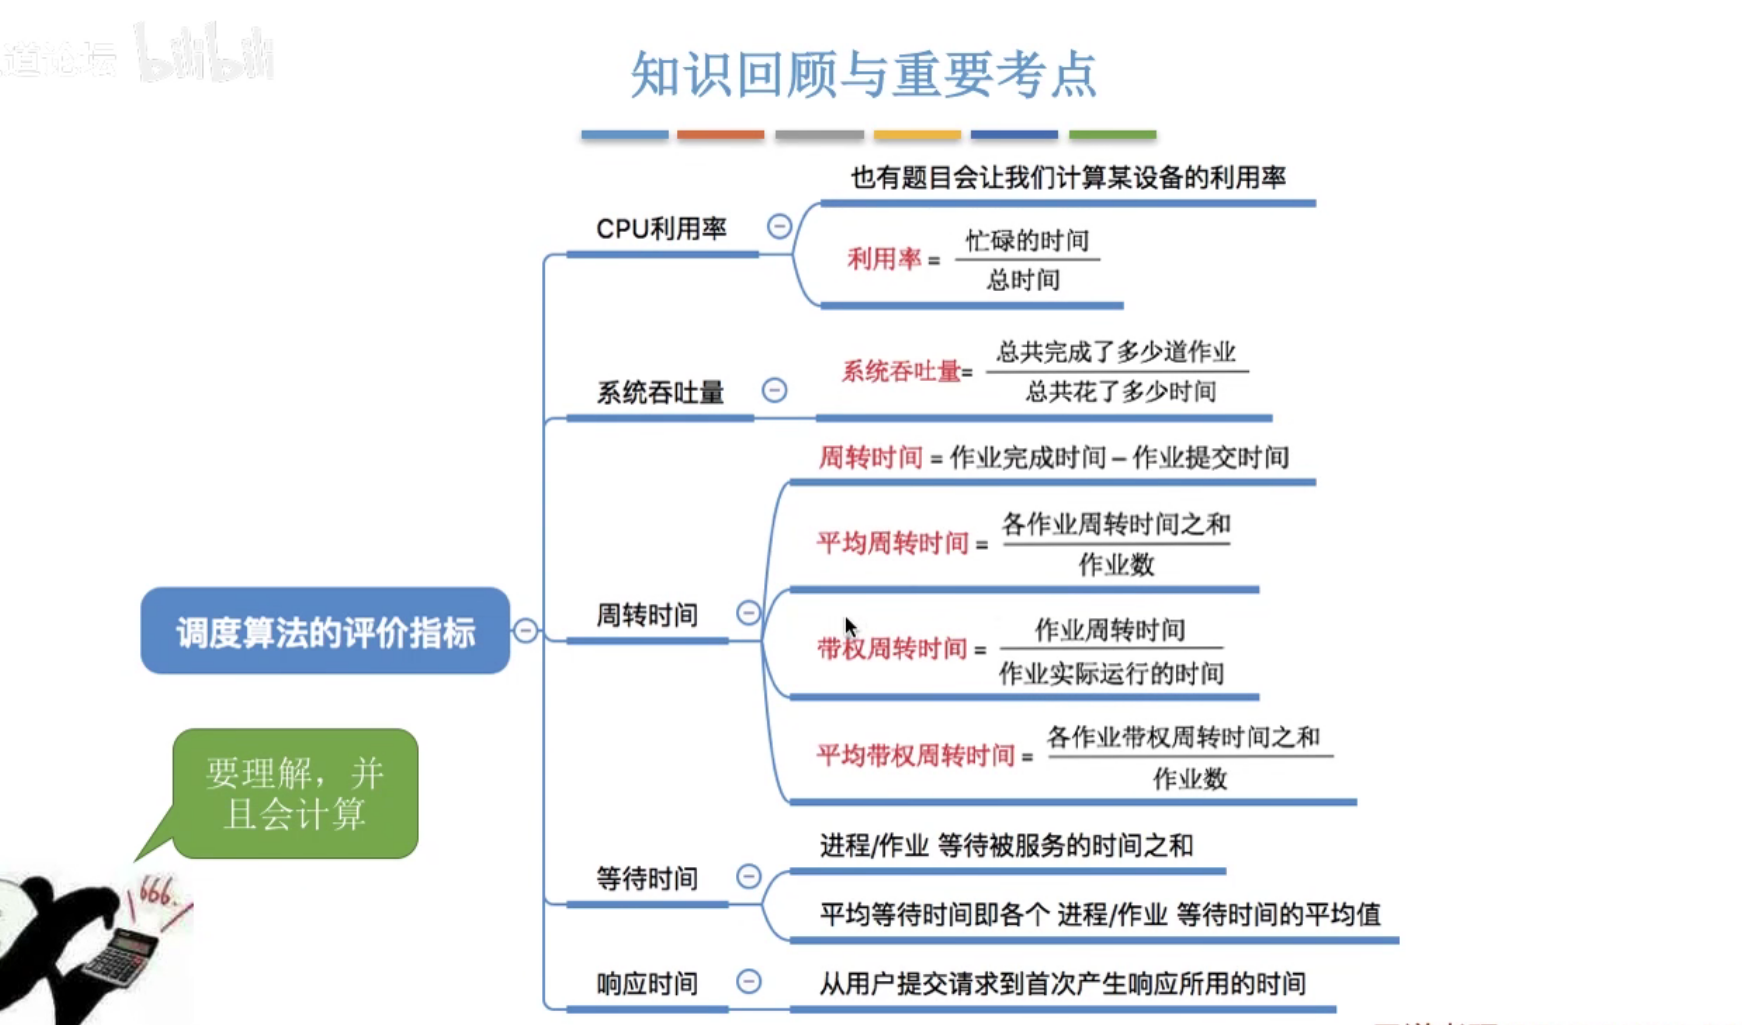 道论坛 bilibili
知识回顾与重要考点
也有题目会让我们计算某设备的利用率
CPU利用率
利用率 = 忙碌的时间
总时间
系统吞吐量
系统吞吐量= 总共完成了多少道作业
总共花了多少时间
周转时间 = 作业完成时间 – 作业提交时间
平均周转时间 = 各作业周转时间之和
作业数
周转时间
带权周转时间 = 作业周转时间
作业实际运行的时间
平均带权周转时间 = 各作业带权周转时间之和
作业数
调度算法的评价指标
要理解，并
且会计算
666.
进程/作业 等待被服务的时间之和
等待时间
平均等待时间即各个 进程/作业 等待时间的平均值
响应时间
从用户提交请求到首次产生响应所用的时间